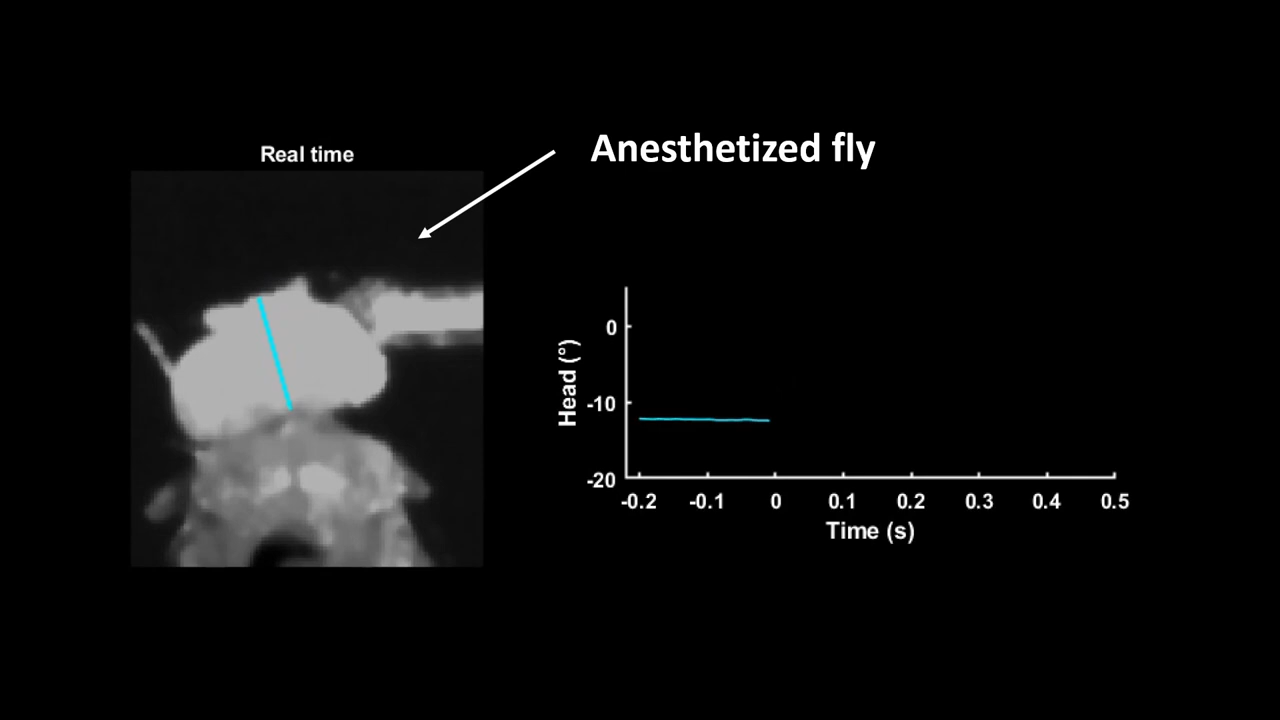 Anesthetized fly
Real time
Head (°)
0
-10
-20
-0.2 -0.1 0 0.1 0.2 0.3 0.4 0.5
Time (s)